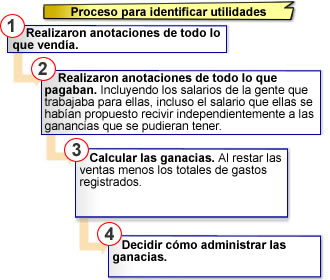 Proceso para identificar utilidades
1
Realizaron anotaciones de todo lo
que vendía.
2
Realizaron anotaciones de todo lo que
pagaban. Incluyendo los salarios de la gente que
trabajaba para ellas, incluso el salario que ellas se
habían propuesto recivir independientemente a las
ganancias que se pudieran tener.
3
Calcular las ganacias. Al restar las
ventas menos los totales de gastos
registrados.
4
Decidir cómo administrar las
ganacias.